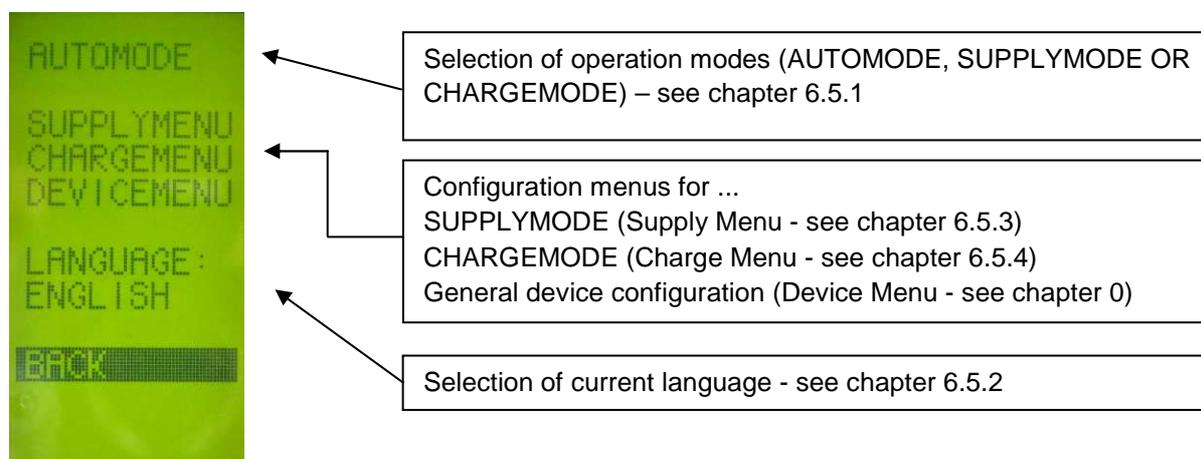 AUTOMODE
SUPPLYMENU
CHARGEMENU
DEVICEMENU
LANGUAGE:
ENGLISH
BACK
Selection of operation modes (AUTOMODE, SUPPLYMODE OR
CHARGEMODE) – see chapter 6.5.1
Configuration menus for ...
SUPPLYMODE (Supply Menu - see chapter 6.5.3)
CHARGEMODE (Charge Menu - see chapter 6.5.4)
General device configuration (Device Menu - see chapter 0)
Selection of current language - see chapter 6.5.2